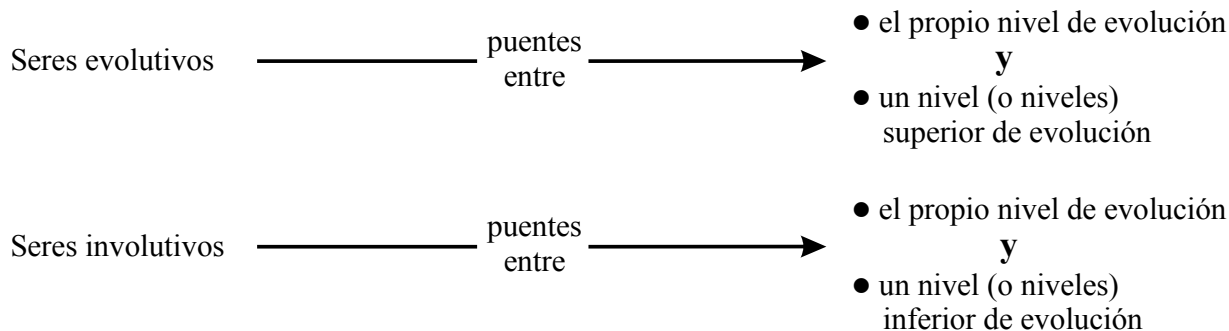 Seres evolutivos
puentes
entre
● el propio nivel de evolución
y
● un nivel (o niveles)
superior de evolución
Seres involutivos
puentes
entre
● el propio nivel de evolución
y
● un nivel (o niveles)
inferior de evolución